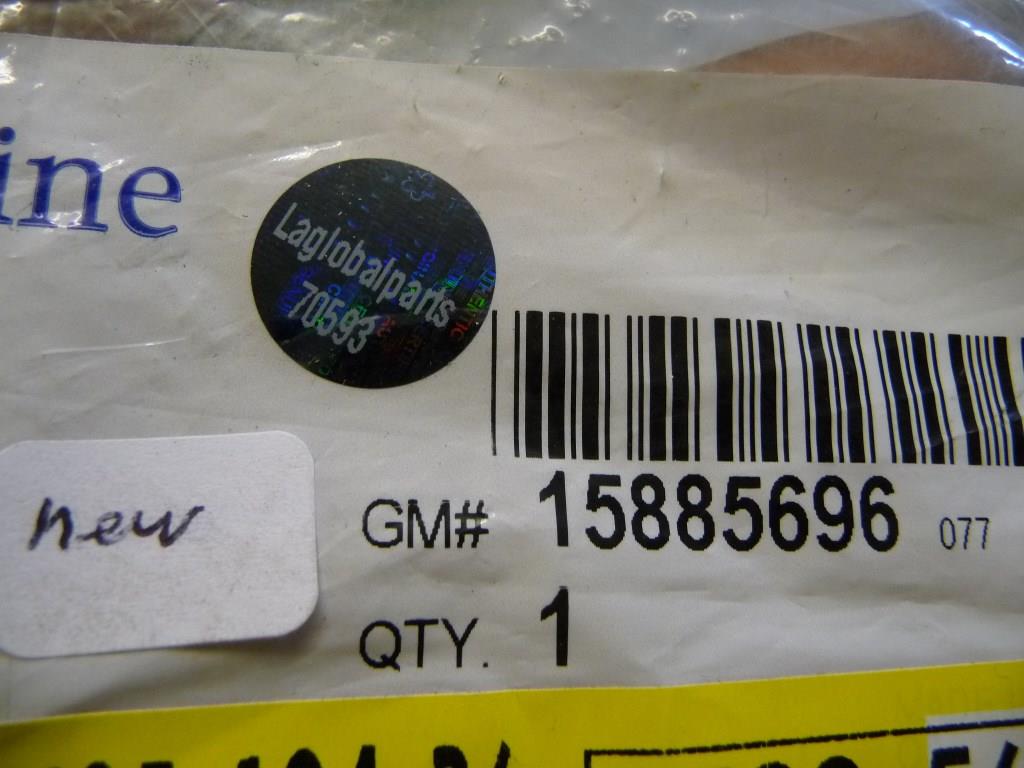 ine
Laglobalparts
70593
new
GM# 15885696 077
QTY. 1